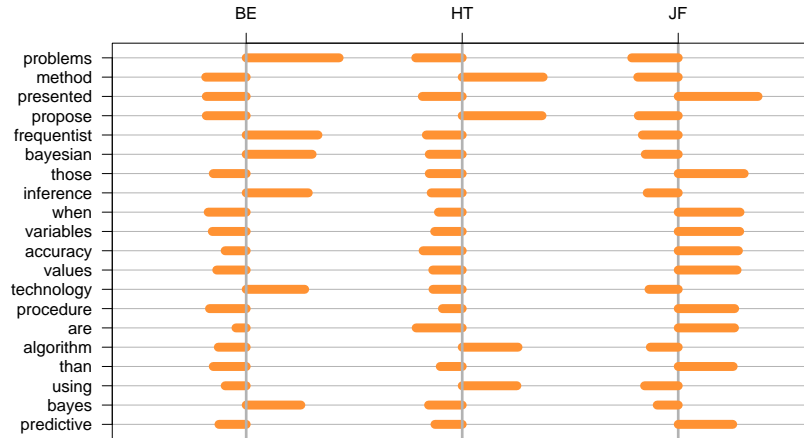 BE HT JF
problems
method
presented
propose
frequentist
bayesian
those
inference
when
variables
accuracy
values
technology
procedure
are
algorithm
than
using
bayes
predictive